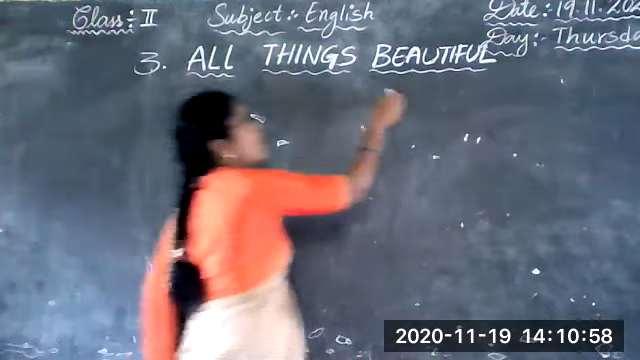 Class:- II Subject:- English Date:- 19.11.202
Day:- Thursda
3. ALL THINGS BEAUTIFUL
2020-11-19 14:10:58